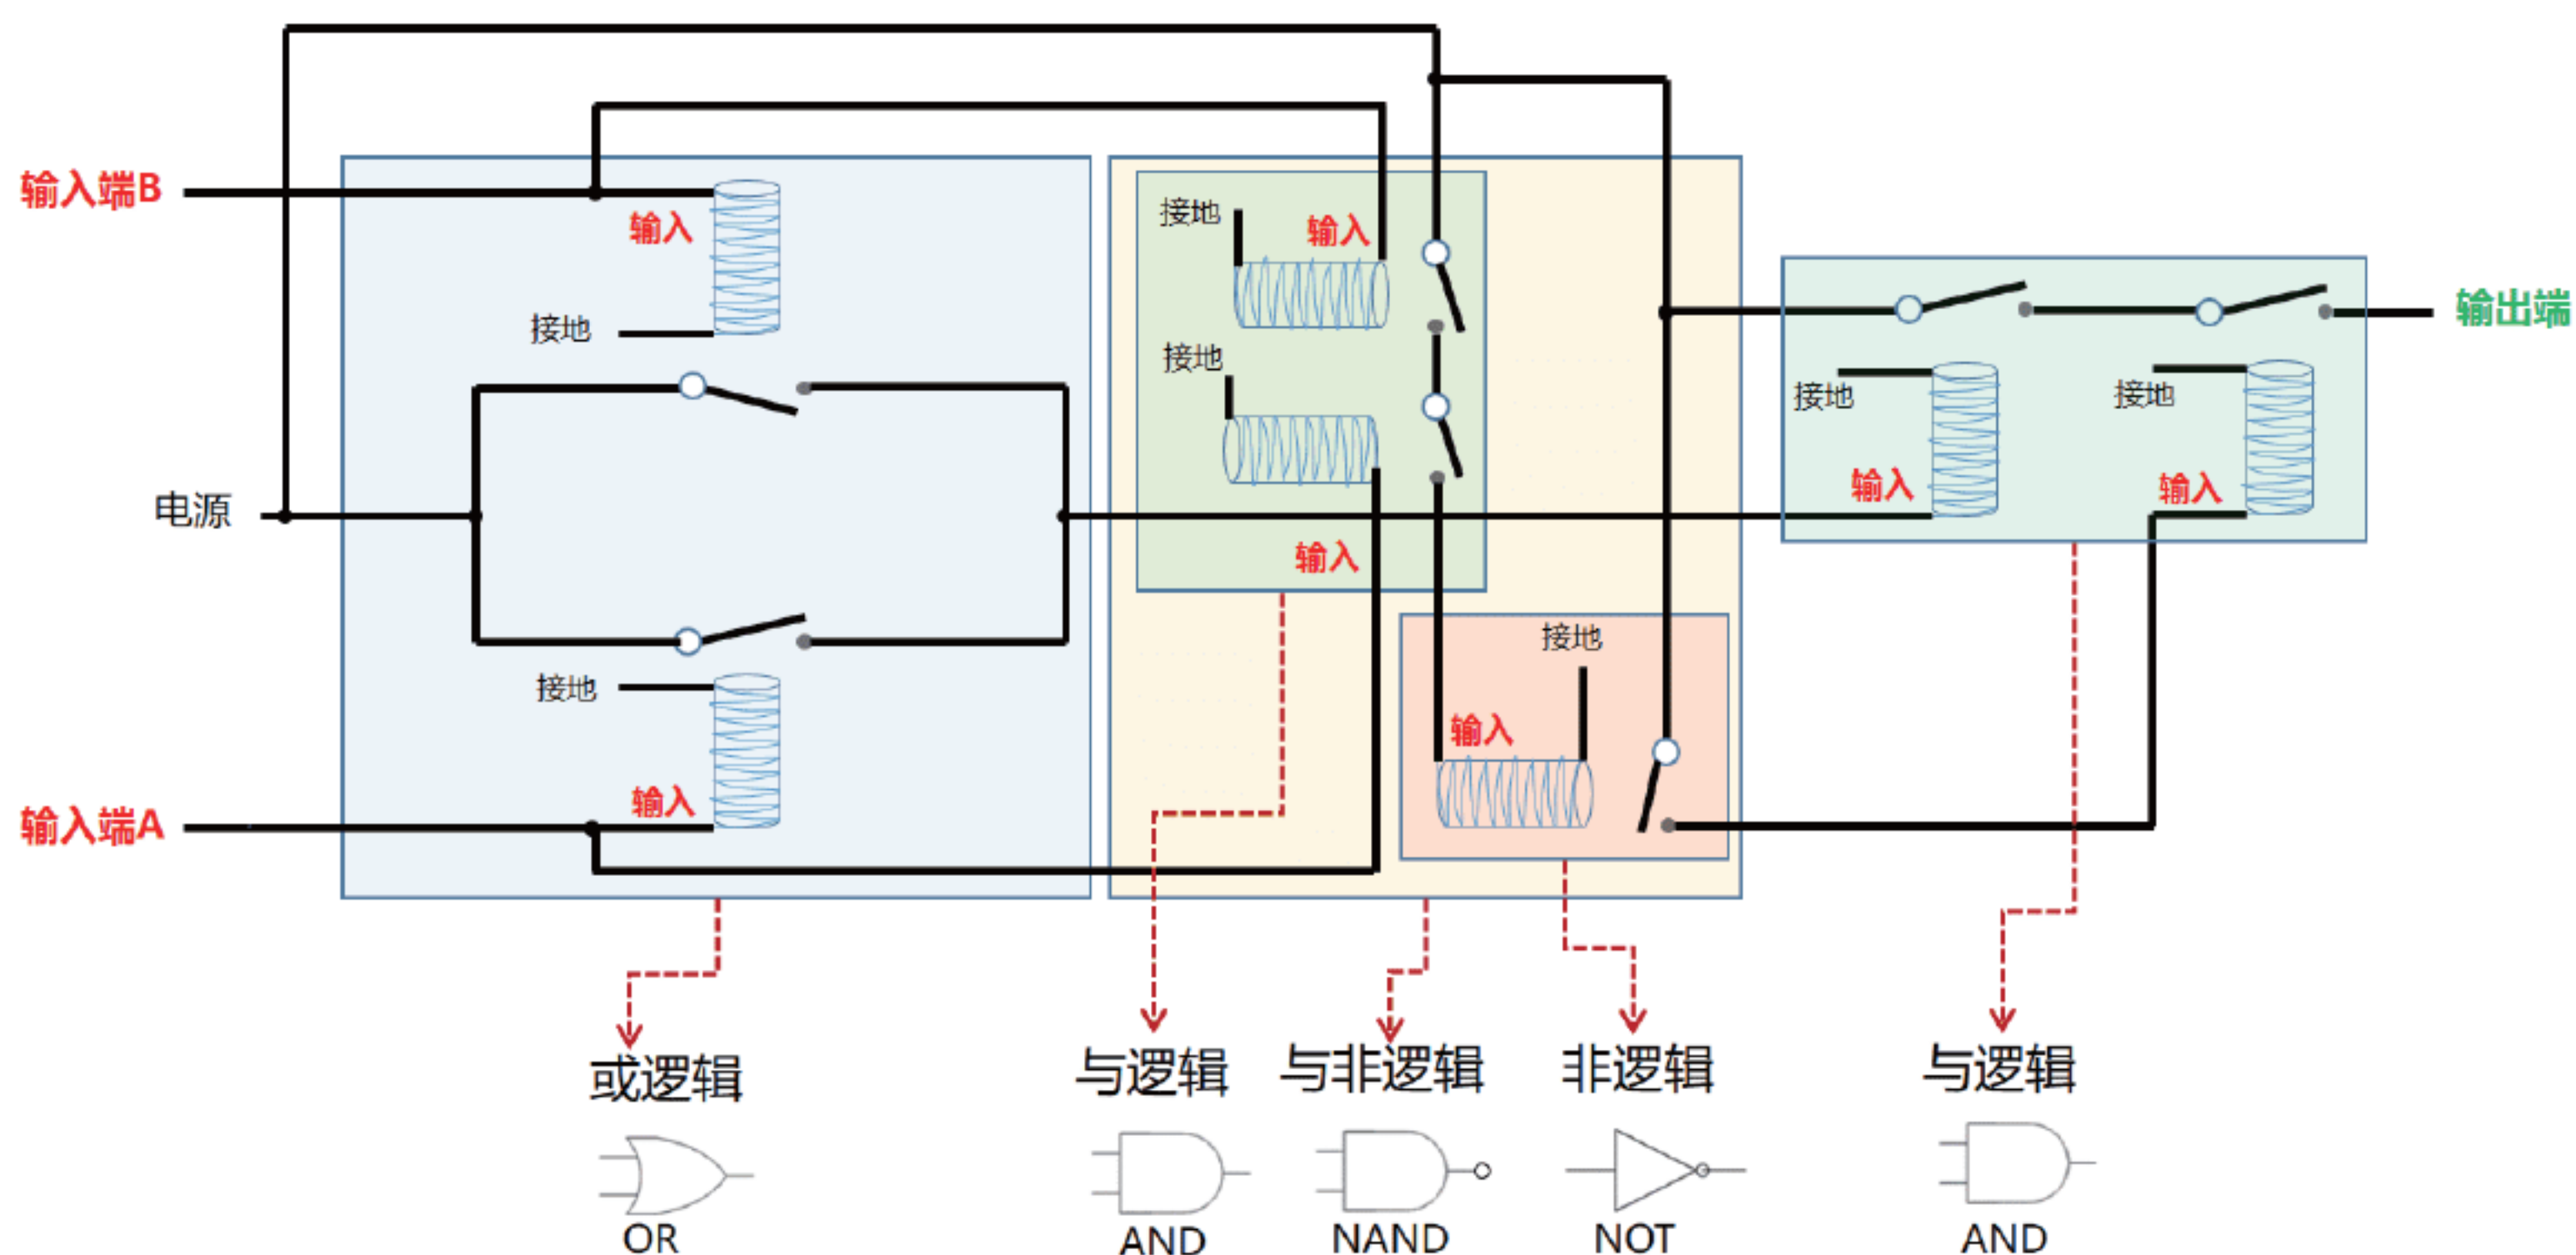 输入端B
输入
接地
电源
接地
输入
输入端A
接地
输入
接地
输入
接地
输入
接地
输入
接地
输入
输出端
或逻辑
与逻辑
与非逻辑
非逻辑
与逻辑
OR
AND
NAND
NOT
AND